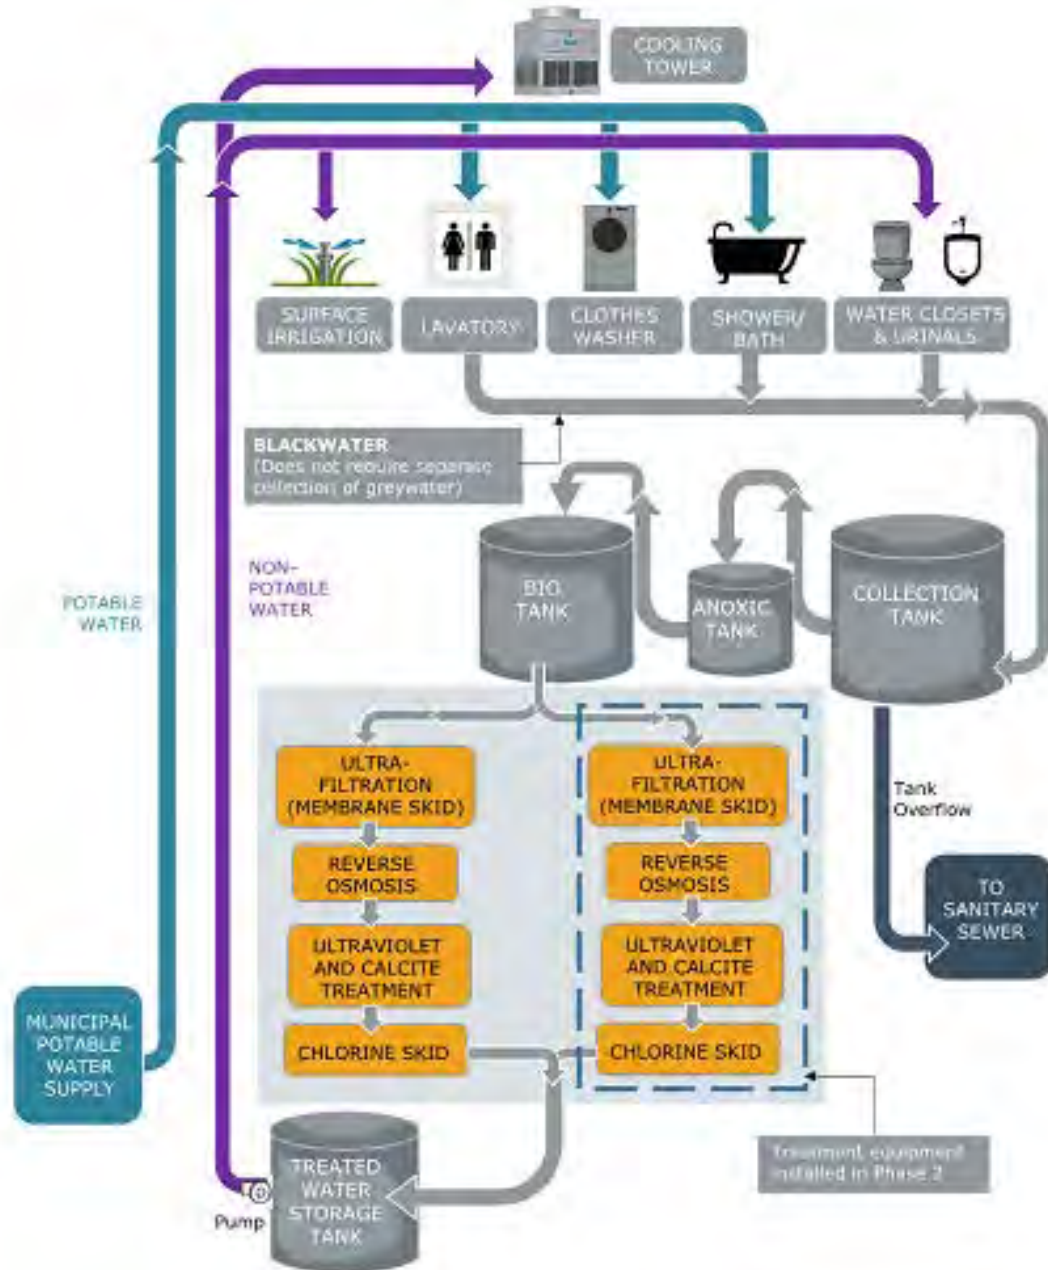 COOLING
TOWER
SURFACE
IRRIGATION
LAVATORY
CLOTHES
WASHER
SHOWER/
BATH
WATER CLOSETS
& URINALS
BLACKWATER
(Does not require separate
collection of greywater)
POTABLE
WATER
NON-
POTABLE
WATER
BIO
TANK
ANOXIC
TANK
COLLECTION
TANK
ULTRA-
FILTRATION
(MEMBRANE SKID)
REVERSE
OSMOSIS
ULTRAVIOLET
AND CALCITE
TREATMENT
CHLORINE SKID
ULTRA-
FILTRATION
(MEMBRANE SKID)
REVERSE
OSMOSIS
ULTRAVIOLET
AND CALCITE
TREATMENT
CHLORINE SKID
Tank
Overflow
TO
SANITARY
SEWER
MUNICIPAL
POTABLE
WATER
SUPPLY
TREATED
WATER
STORAGE
TANK
Pump
Treatment equipment
installed in Phase 2